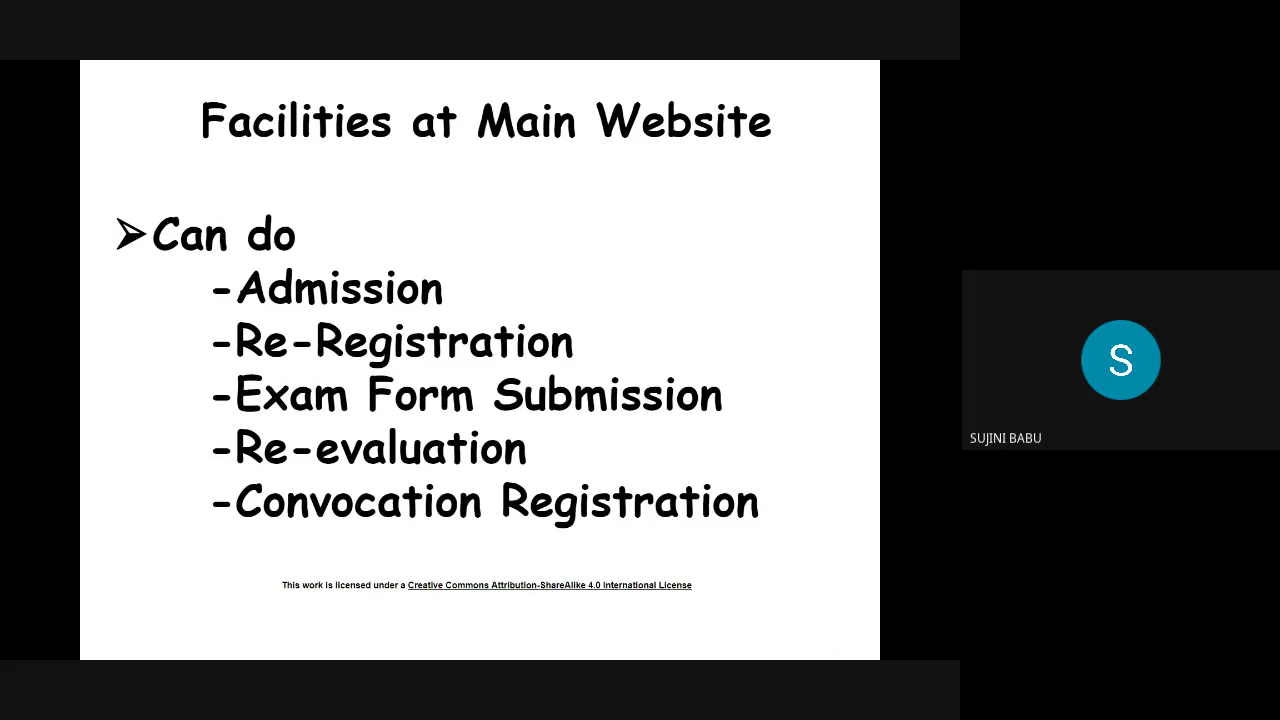 Facilities at Main Website
➢Can do
-Admission
-Re-Registration
-Exam Form Submission
-Re-evaluation
-Convocation Registration
This work is licensed under a Creative Commons Attribution-ShareAlike 4.0 International License
S
SUJINI BABU